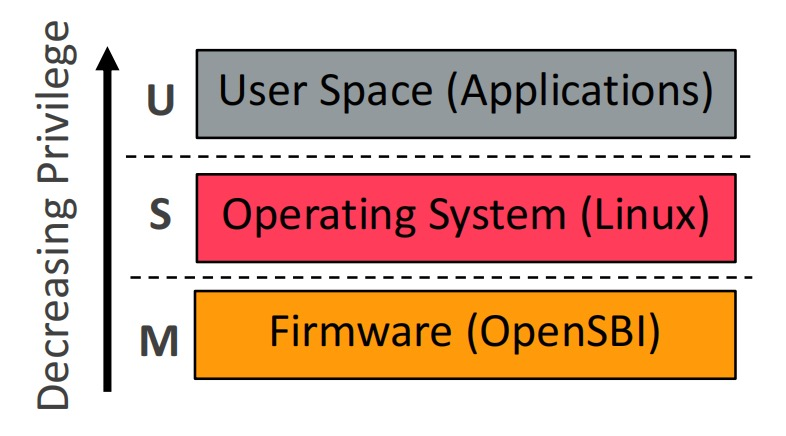 Decreasing Privilege
U
User Space (Applications)
S
Operating System (Linux)
M
Firmware (OpenSBI)